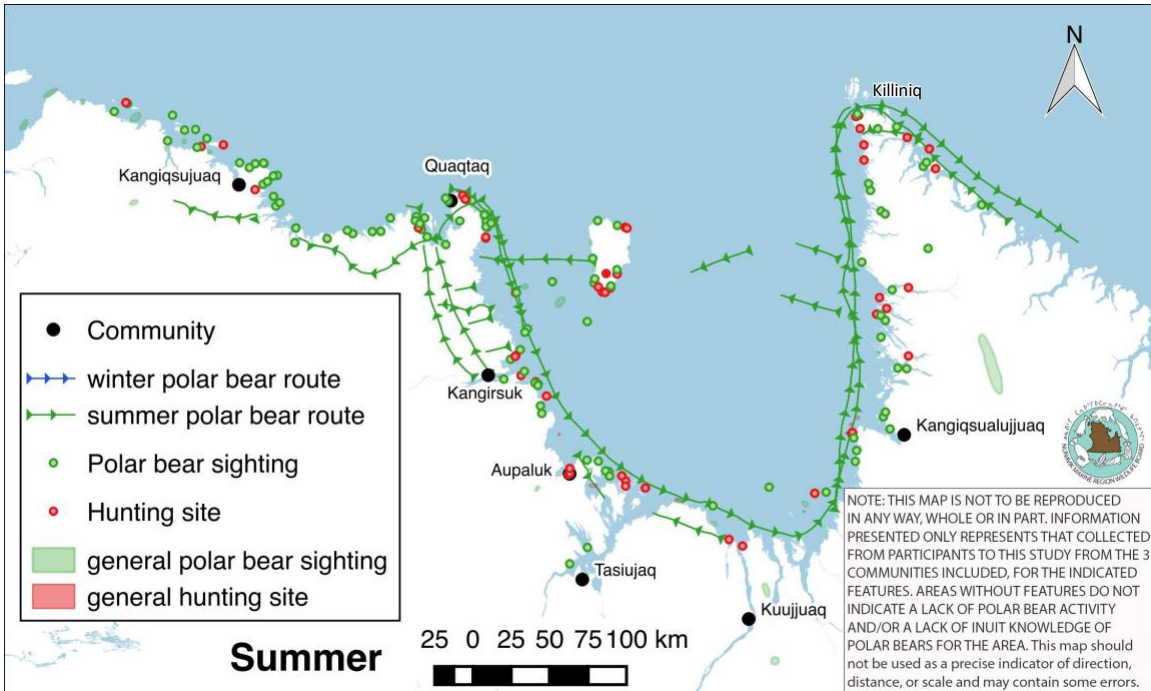 N
Killiniq
Quaqtaq
Kangiqsujuaq
Kangirsuk
Kangiqsualujjuaq
Aupaluk
Tasiujaq
Kuujjuaq
Community
winter polar bear route
summer polar bear route
Polar bear sighting
Hunting site
general polar bear sighting
general hunting site
Summer
25 0 25 50 75 100 km
NUNAVIK MARINE REGION WILDLIFE BOARD
NOTE: THIS MAP IS NOT TO BE REPRODUCED
IN ANY WAY, WHOLE OR IN PART. INFORMATION
PRESENTED ONLY REPRESENTS THAT COLLECTED
FROM PARTICIPANTS TO THIS STUDY FROM THE 3
COMMUNITIES INCLUDED, FOR THE INDICATED
FEATURES. AREAS WITHOUT FEATURES DO NOT
INDICATE A LACK OF POLAR BEAR ACTIVITY
AND/OR A LACK OF INUIT KNOWLEDGE OF
POLAR BEARS FOR THE AREA. This map should
not be used as a precise indicator of direction,
distance, or scale and may contain some errors.